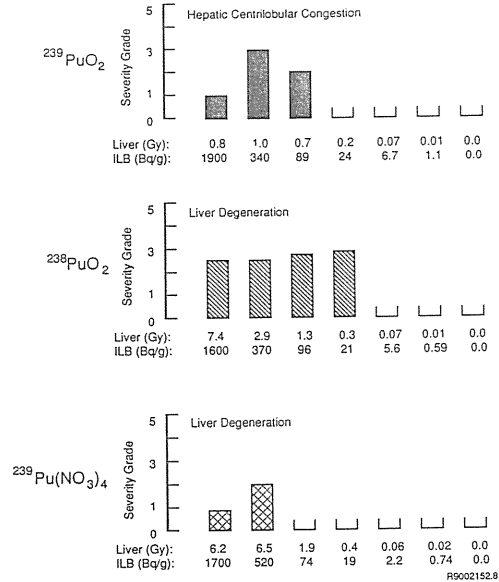 Hepatic Centrilobular Congestion
²³⁹PuO₂
Severity Grade
5
3
1
0
Liver (Gy): 0.8 1.0 0.7 0.2 0.07 0.01 0.0
ILB (Bq/g): 1900 340 89 24 6.7 1.1 0.0
Liver Degeneration
²³⁸PuO₂
Severity Grade
5
3
1
0
Liver (Gy): 7.4 2.9 1.3 0.3 0.07 0.01 0.0
ILB (Bq/g): 1600 370 96 21 5.6 0.59 0.0
Liver Degeneration
²³⁹Pu(NO₃)₄
Severity Grade
5
3
1
0
Liver (Gy): 6.2 6.5 1.9 0.4 0.06 0.02 0.0
ILB (Bq/g): 1700 520 74 19 2.2 0.74 0.0
R9002152.8